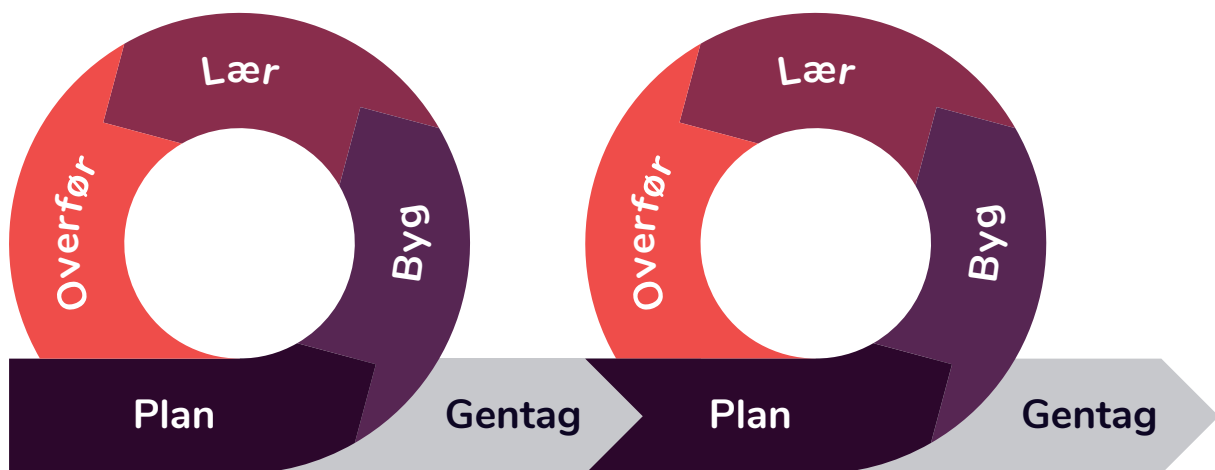 Lær
Overfør
Byg
Plan
Gentag
Lær
Overfør
Byg
Plan
Gentag